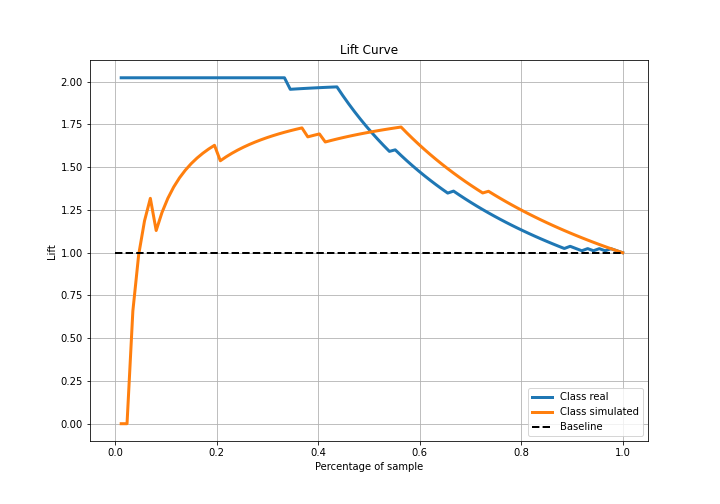 Lift Curve
Lift
2.00
1.75
1.50
1.25
1.00
0.75
0.50
0.25
0.00
0.0 0.2 0.4 0.6 0.8 1.0
Percentage of sample
Class real
Class simulated
Baseline